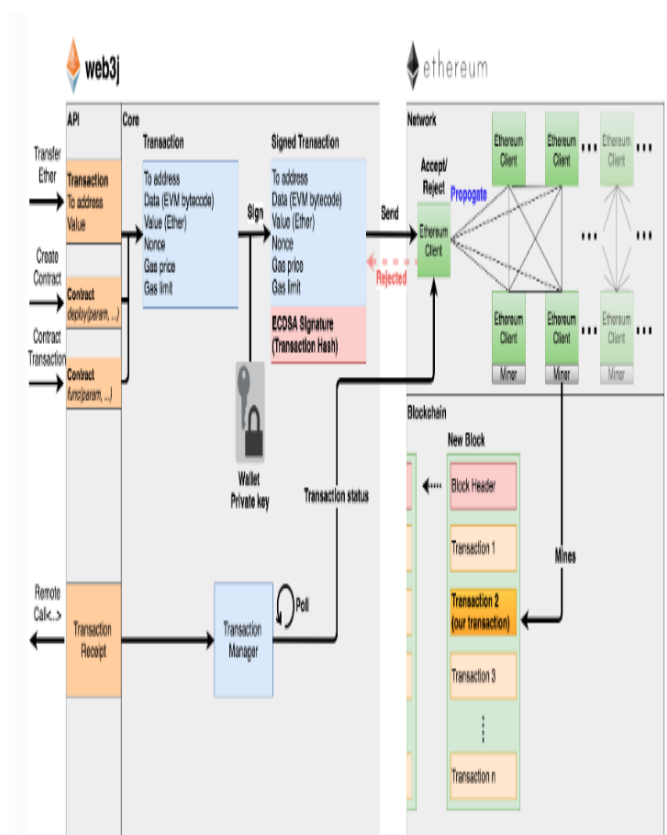 web3j
ethereum
API
Core
Network
Transfer
Ether
Transaction
To address
Value
Create
Contract
Contract
deploy(param, ...)
Contract
Transaction
Contract
func(param, ...)
Transaction
To address
Data (EVM bytecode)
Value (Ether)
Nonce
Gas price
Gas limit
Sign
Wallet
Private key
Signed Transaction
To address
Data (EVM bytecode)
Value (Ether)
Nonce
Gas price
Gas limit
ECDSA Signature
(Transaction Hash)
Send
Rejected
Accept/
Reject
Ethereum
Client
Propogate
Ethereum
Client
Ethereum
Client
Ethereum
Client
Ethereum
Client
Miner
Ethereum
Client
Miner
Ethereum
Client
Miner
Remote
Call<...>
Transaction
Receipt
Transaction
Manager
Poll
Transaction status
Blockchain
New Block
Block Header
Transaction 1
Transaction 2
(our transaction)
Transaction 3
Transaction n
Mines